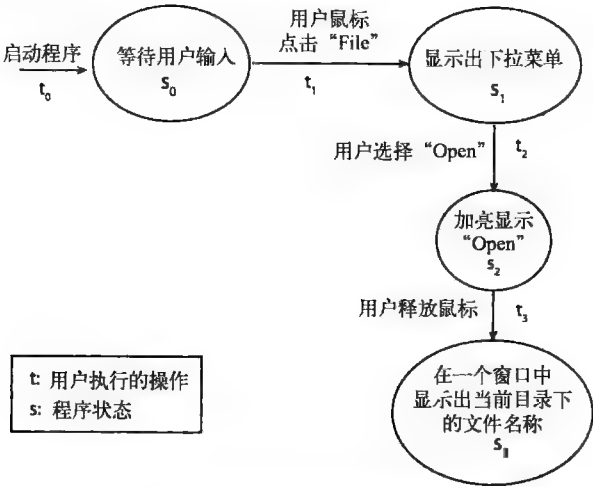 启动程序
t₀
等待用户输入
S₀
用户鼠标
点击“File”
t₁
显示出下拉菜单
S₁
用户选择“Open”
t₂
加亮显示
“Open”
S₂
用户释放鼠标
t₃
在一个窗口中
显示出当前目录下
的文件名称
t: 用户执行的操作
s: 程序状态